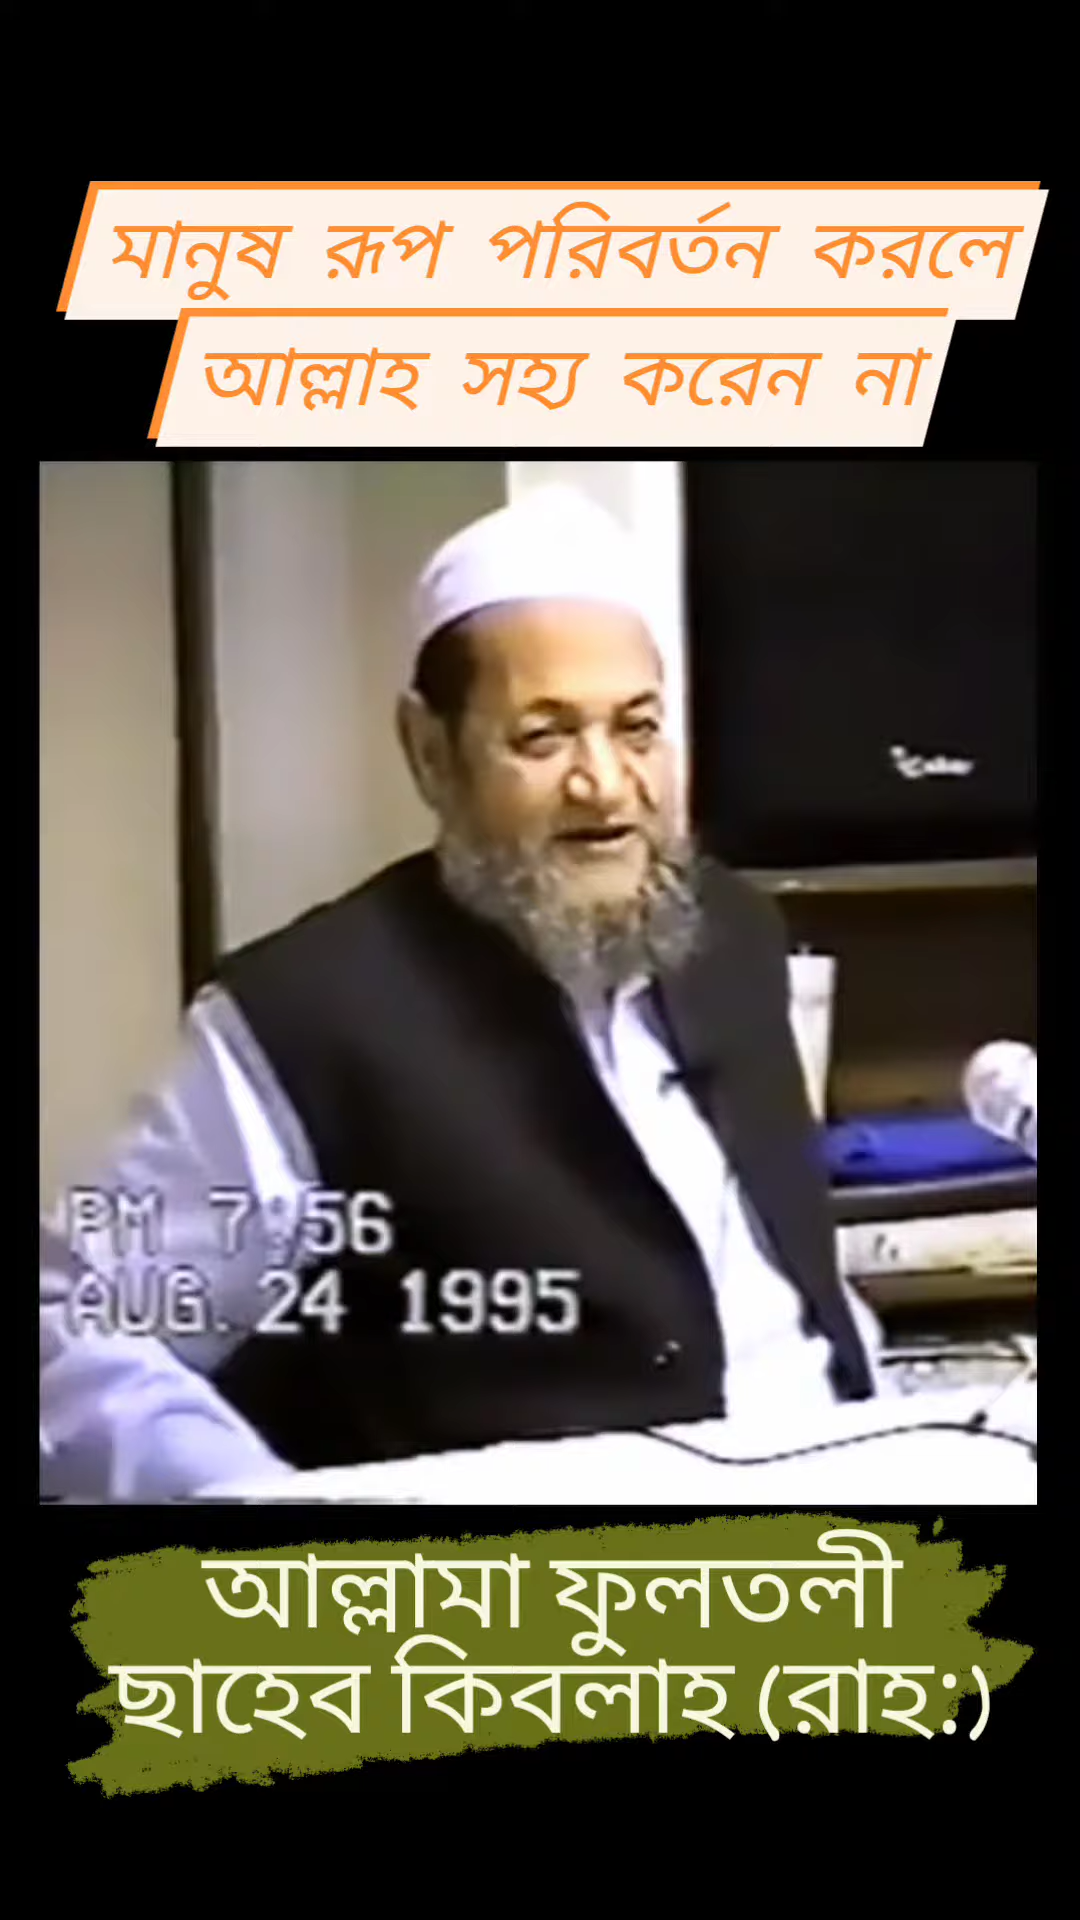 মানুষ রূপ পরিবর্তন করলে
আল্লাহ সহ্য করেন না
PM 7:56
AUG. 24 1995
আল্লামা ফুলতলী
ছাহেব কিবলাহ (রাহ:)